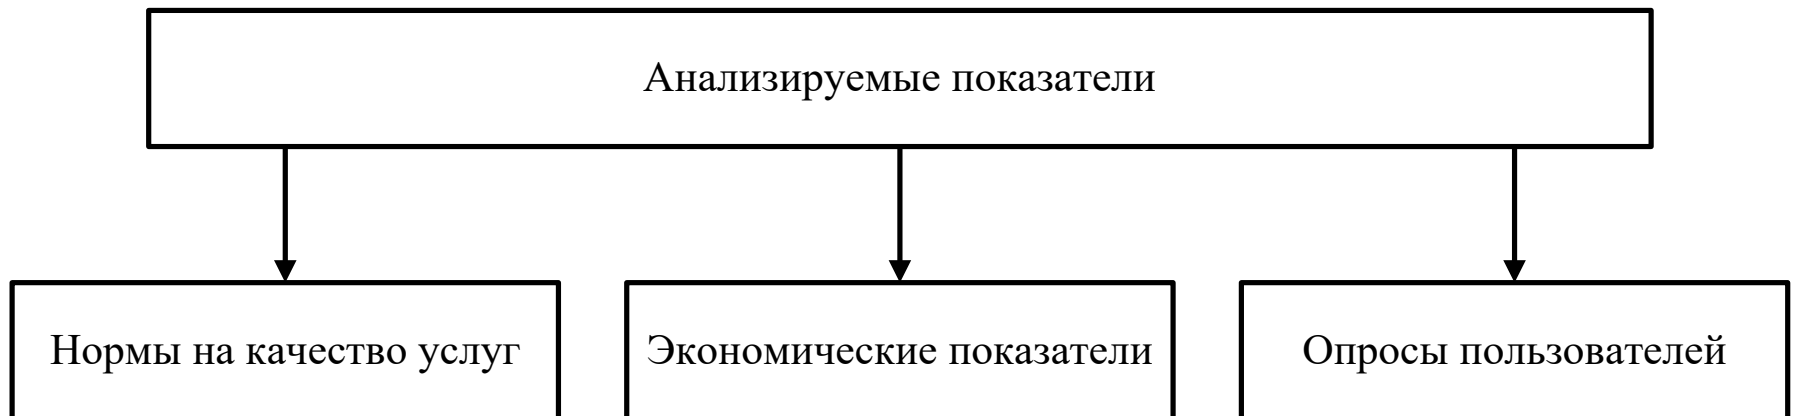 Анализируемые показатели
Нормы на качество услуг
Экономические показатели
Опросы пользователей